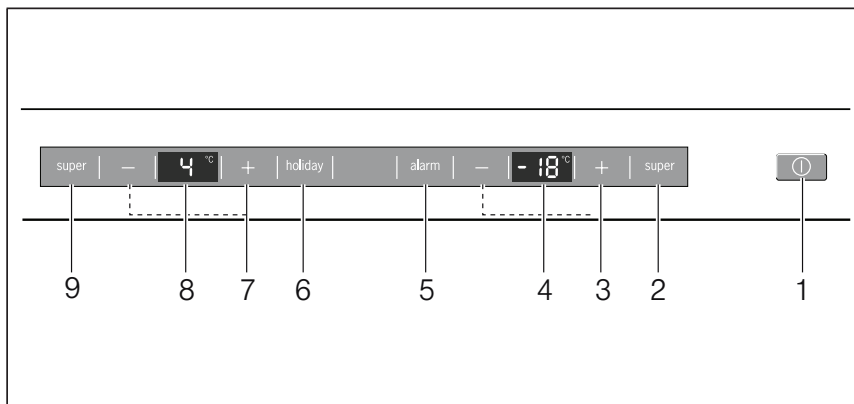 super | – | 4 °C | + | holiday | | alarm | – | -18 °C | + | super
9 8 7 6 5 4 3 2 1